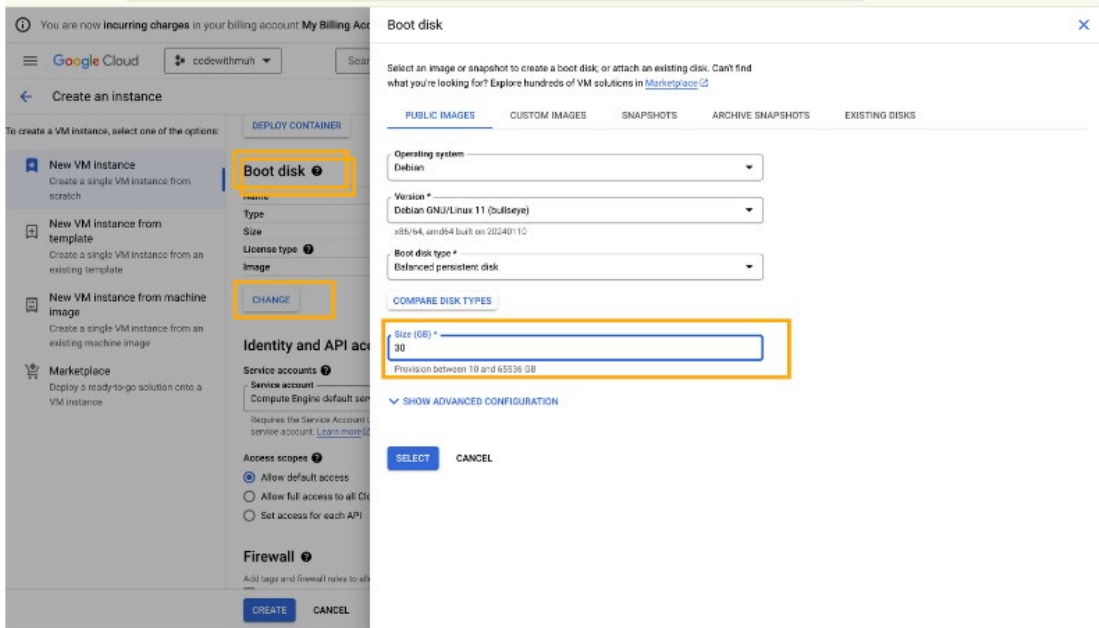 You are now incurring charges in your billing account My Billing Acc
Google Cloud
codewithmuh
Sear
Create an instance
To create a VM instance, select one of the options:
New VM instance
Create a single VM instance from
scratch
New VM instance from
template
Create a single VM instance from an
existing template
New VM instance from machine
image
Create a single VM instance from an
existing machine image
Marketplace
Deploy a ready-to-go solution onto a
VM instance
DEPLOY CONTAINER
Boot disk
Name
Type
Size
License type
Image
CHANGE
Identity and API acc
Service accounts
Service account
Compute Engine default ser
Requires the Service Account
service account. Learn more
Access scopes
Allow default access
Allow full access to all Clo
Set access for each API
Firewall
Add tags and firewall rules to all
CREATE
CANCEL
Boot disk
Select an image or snapshot to create a boot disk; or attach an existing disk. Can't find
what you're looking for? Explore hundreds of VM solutions in Marketplace
PUBLIC IMAGES
CUSTOM IMAGES
SNAPSHOTS
ARCHIVE SNAPSHOTS
EXISTING DISKS
Operating system
Debian
Version *
Debian GNU/Linux 11 (bullseye)
x86/64, amd64 built on 20240110
Boot disk type *
Balanced persistent disk
COMPARE DISK TYPES
Size (GB) *
30
Provision between 10 and 65536 GB
SHOW ADVANCED CONFIGURATION
SELECT
CANCEL